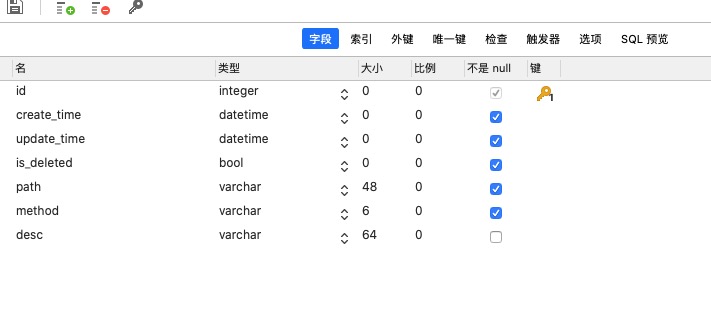 字段 索引 外键 唯一键 检查 触发器 选项 SQL 预览
名 类型 大小 比例 不是 null 键
id integer 0 0 1
create_time datetime 0 0
update_time datetime 0 0
is_deleted bool 0 0
path varchar 48 0
method varchar 6 0
desc varchar 64 0